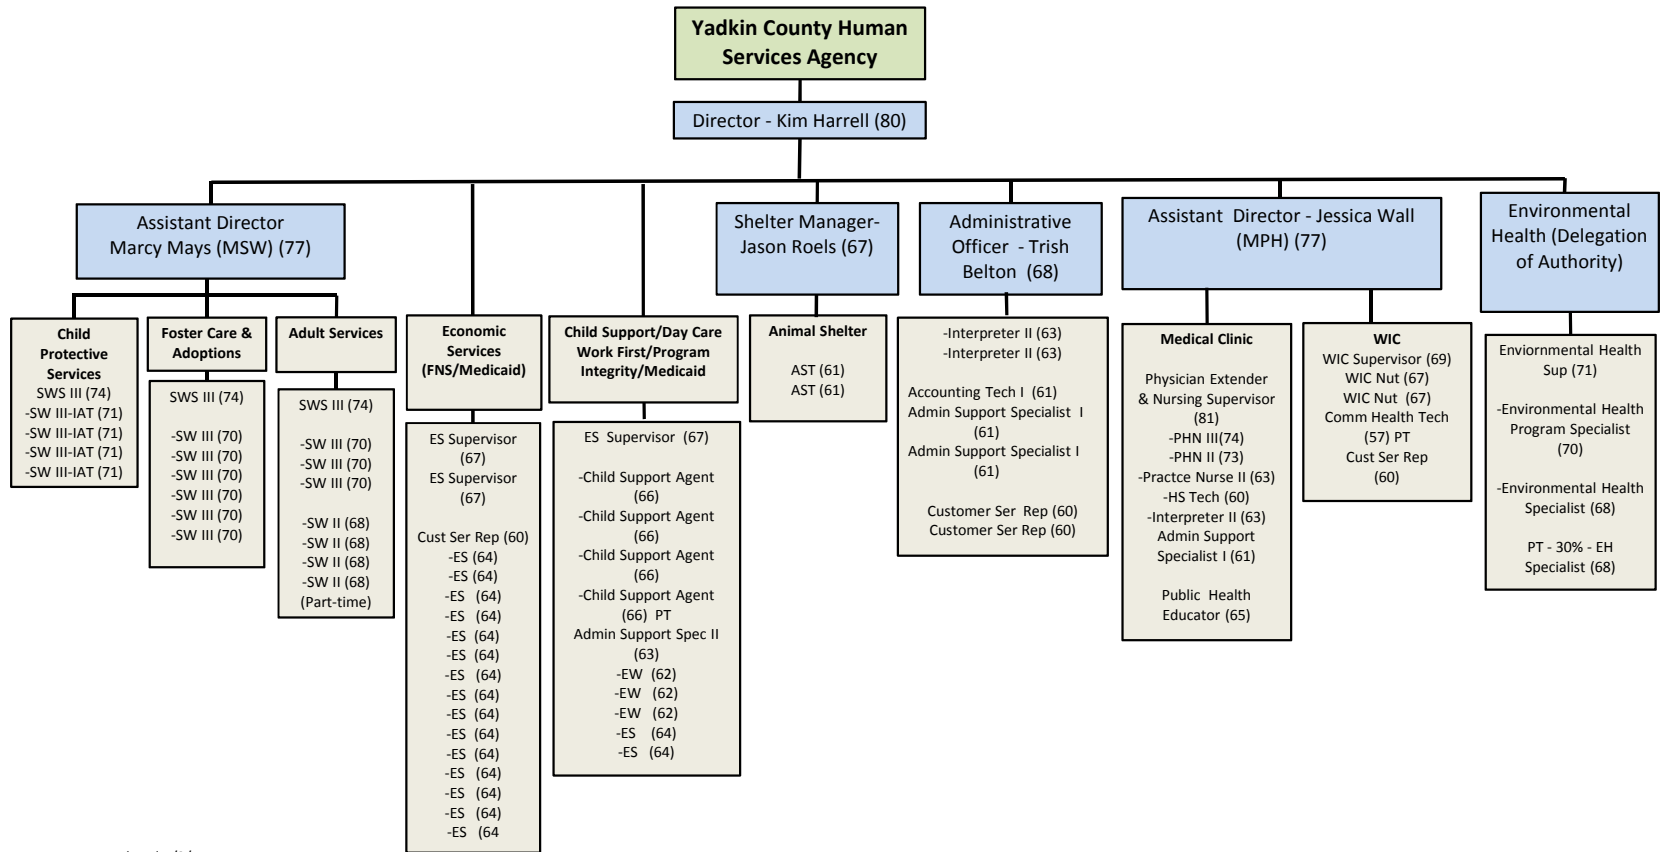 Yadkin County Human
Services Agency
Director - Kim Harrell (80)
Assistant Director
Marcy Mays (MSW) (77)
Child
Protective
Services
SWS III (74)
-SW III-IAT (71)
-SW III-IAT (71)
-SW III-IAT (71)
-SW III-IAT (71)
Foster Care &
Adoptions
SWS III (74)
-SW III (70)
-SW III (70)
-SW III (70)
-SW III (70)
-SW III (70)
-SW III (70)
Adult Services
SWS III (74)
-SW III (70)
-SW III (70)
-SW III (70)
-SW II (68)
-SW II (68)
-SW II (68)
-SW II (68)
(Part-time)
Economic
Services
(FNS/Medicaid)
ES Supervisor
(67)
ES Supervisor
(67)
Cust Ser Rep (60)
-ES (64)
-ES (64)
-ES (64)
-ES (64)
-ES (64)
-ES (64)
-ES (64)
-ES (64)
-ES (64)
-ES (64)
-ES (64)
-ES (64)
-ES (64)
-ES (64)
-ES (64
Child Support/Day Care
Work First/Program
Integrity/Medicaid
ES Supervisor (67)
-Child Support Agent
(66)
-Child Support Agent
(66)
-Child Support Agent
(66)
-Child Support Agent
(66) PT
Admin Support Spec II
(63)
-EW (62)
-EW (62)
-EW (62)
-ES (64)
-ES (64)
Shelter Manager-
Jason Roels (67)
Animal Shelter
AST (61)
AST (61)
Administrative
Officer - Trish
Belton (68)
-Interpreter II (63)
-Interpreter II (63)
Accounting Tech I (61)
Admin Support Specialist I
(61)
Admin Support Specialist I
(61)
Customer Ser Rep (60)
Customer Ser Rep (60)
Assistant Director - Jessica Wall
(MPH) (77)
Medical Clinic
Physician Extender
& Nursing Supervisor
(81)
-PHN III(74)
-PHN II (73)
-Practce Nurse II (63)
-HS Tech (60)
-Interpreter II (63)
Admin Support
Specialist I (61)
Public Health
Educator (65)
WIC
WIC Supervisor (69)
WIC Nut (67)
WIC Nut (67)
Comm Health Tech
(57) PT
Cust Ser Rep
(60)
Environmental
Health (Delegation
of Authority)
Enviornmental Health
Sup (71)
-Environmental Health
Program Specialist
(70)
-Environmental Health
Specialist (68)
PT - 30% - EH
Specialist (68)